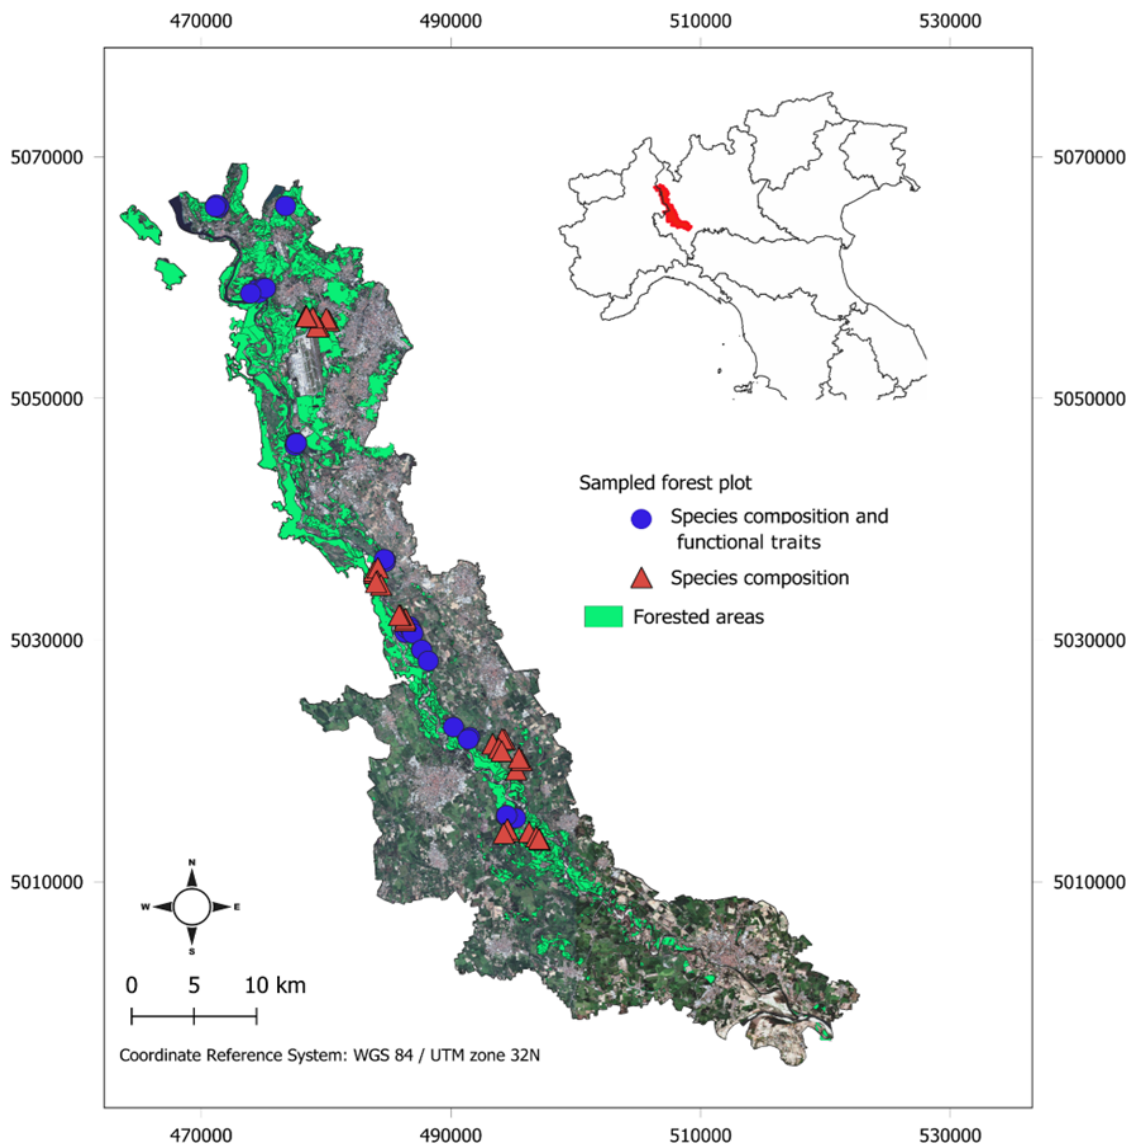 470000 490000 510000 530000
5070000 5070000
5050000 5050000
Sampled forest plot
Species composition and
functional traits
Species composition
Forested areas
5030000 5030000
5010000 5010000
N
W E
S
0 5 10 km
Coordinate Reference System: WGS 84 / UTM zone 32N
470000 490000 510000 530000